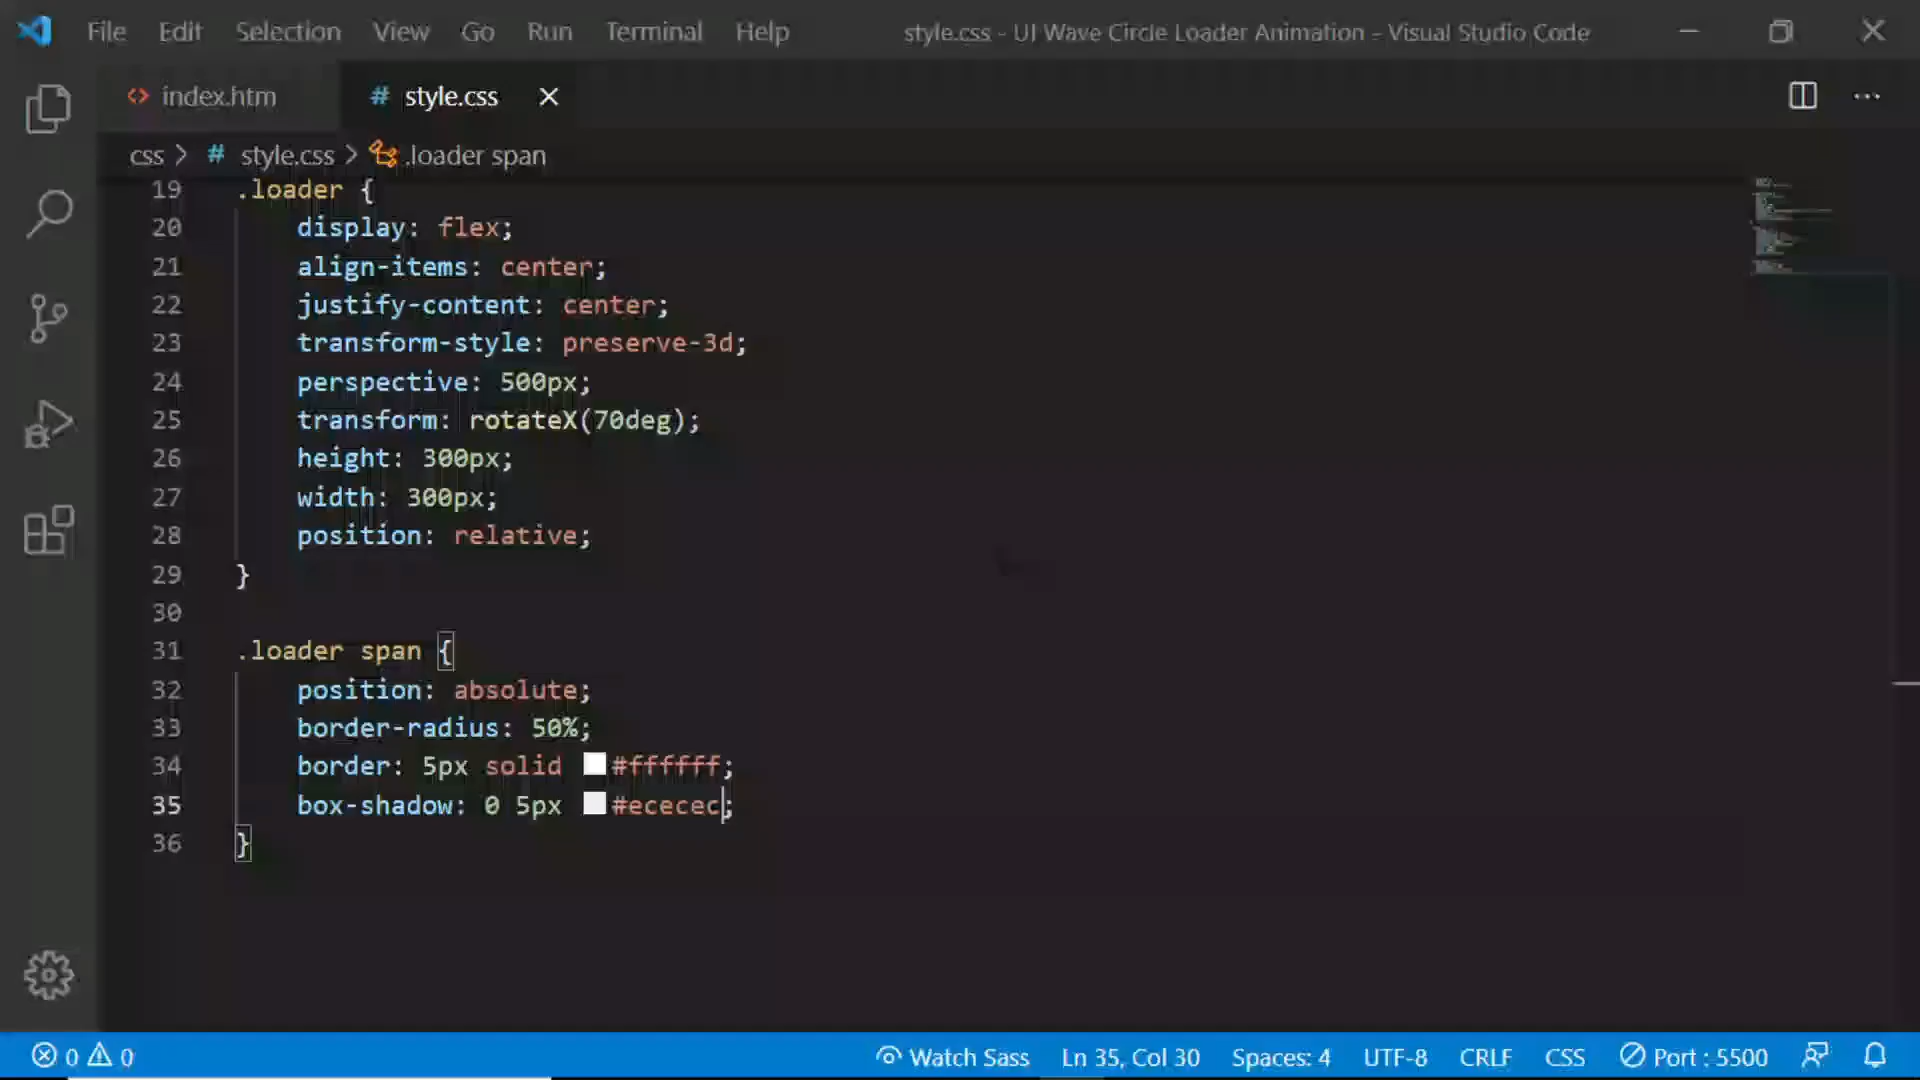 File Edit Selection View Go Run Terminal Help style.css - UI Wave Circle Loader Animation - Visual Studio Code
<> index.htm # style.css ×
css > # style.css > .loader span
19 .loader {
20 display: flex;
21 align-items: center;
22 justify-content: center;
23 transform-style: preserve-3d;
24 perspective: 500px;
25 transform: rotateX(70deg);
26 height: 300px;
27 width: 300px;
28 position: relative;
29 }
30
31 .loader span {
32 position: absolute;
33 border-radius: 50%;
34 border: 5px solid #ffffff;
35 box-shadow: 0 5px #ececec;
36 }
0 0 Watch Sass Ln 35, Col 30 Spaces: 4 UTF-8 CRLF CSS Port : 5500